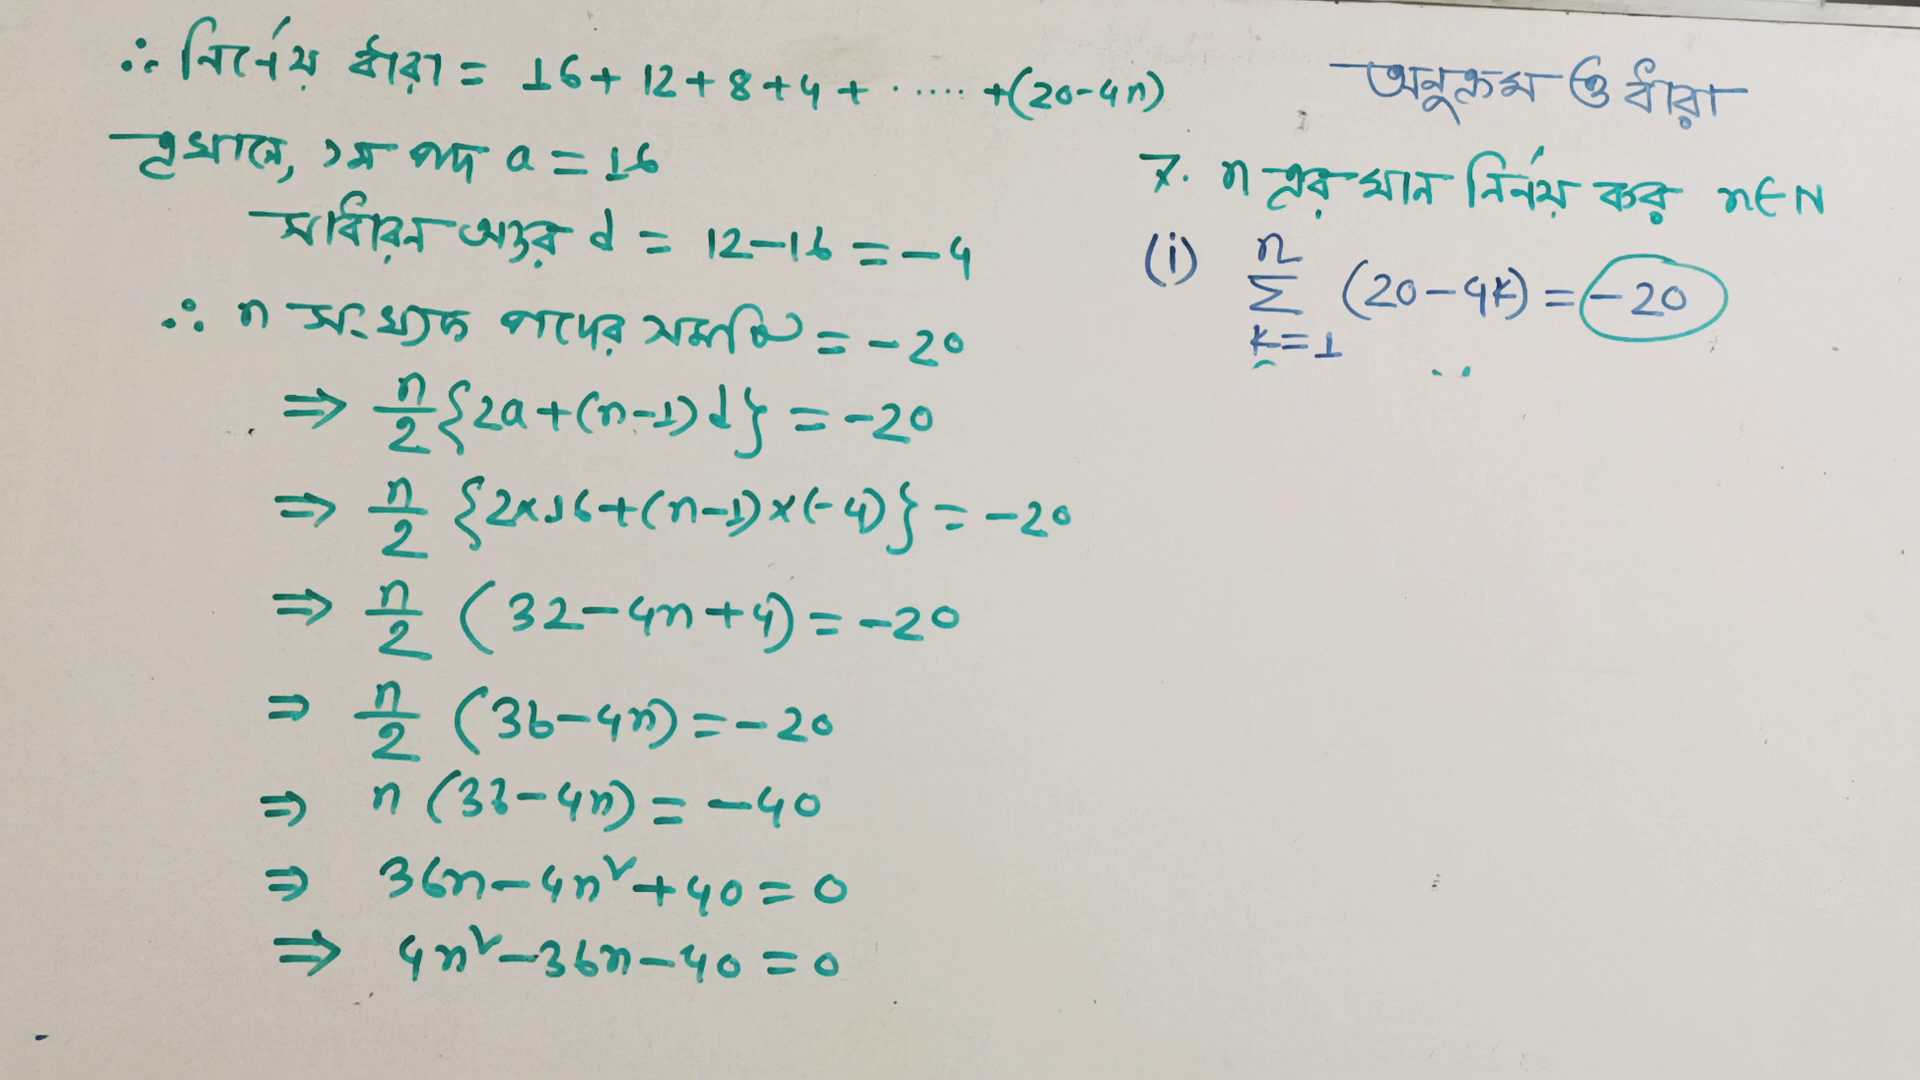 ∴ নির্ণেয় ধারা = 16 + 12 + 8 + 4 + ...... + (20-4n)
এখানে, ১ম পদ a = 16
সাধারন অন্তর d = 12-16 = -4
∴ n সংখ্যক পদের সমষ্টি = -20
⇒ n/2 {2a + (n-1)d} = -20
⇒ n/2 {2×16 + (n-1)×(-4)} = -20
⇒ n/2 (32-4n+4) = -20
⇒ n/2 (36-4n) = -20
⇒ n (36-4n) = -40
⇒ 36n - 4n² + 40 = 0
⇒ 4n² - 36n - 40 = 0
অনুক্রম ও ধারা
7. n এর মান নির্নয় কর n∈N
(i) n
Σ (20-4k) = -20
k=1